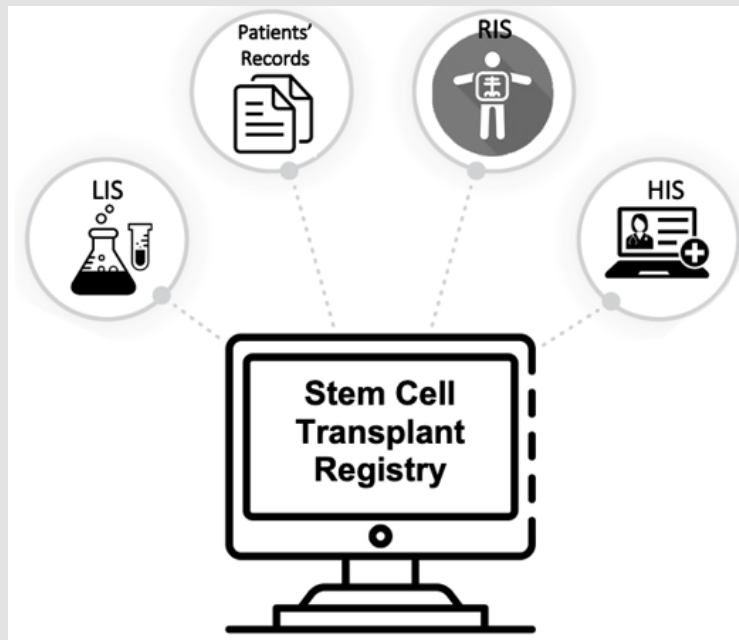 Patients'
Records
RIS
LIS
HIS
Stem Cell
Transplant
Registry